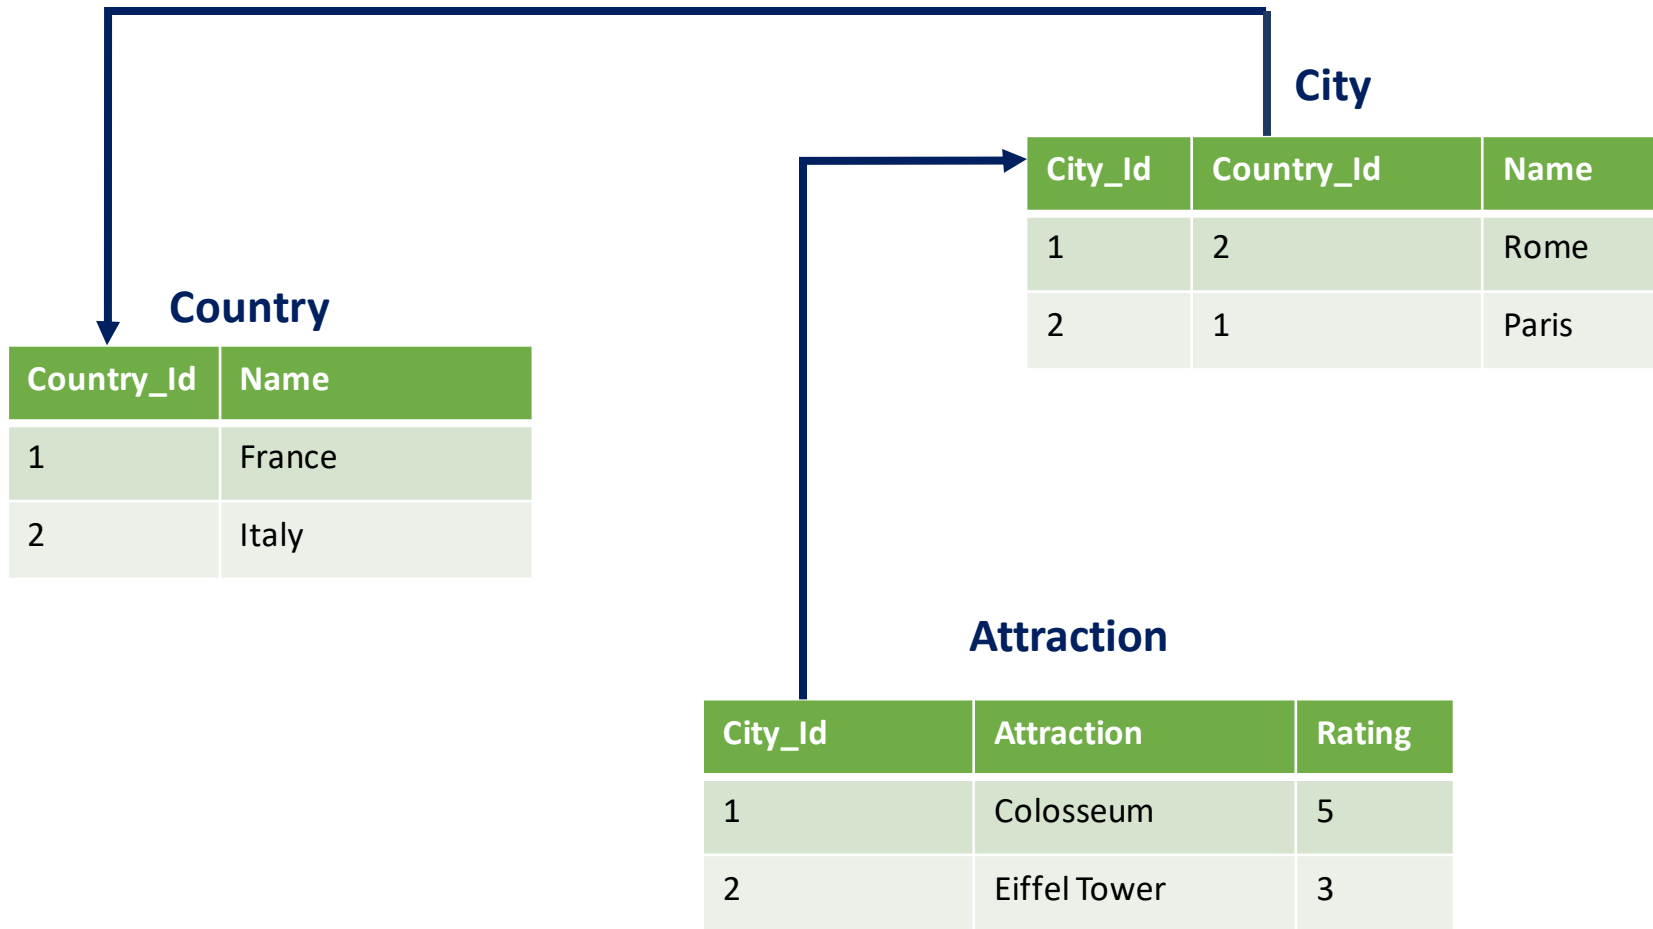 City
City_Id Country_Id Name
1 2 Rome
2 1 Paris
Country
Country_Id Name
1 France
2 Italy
Attraction
City_Id Attraction Rating
1 Colosseum 5
2 Eiffel Tower 3